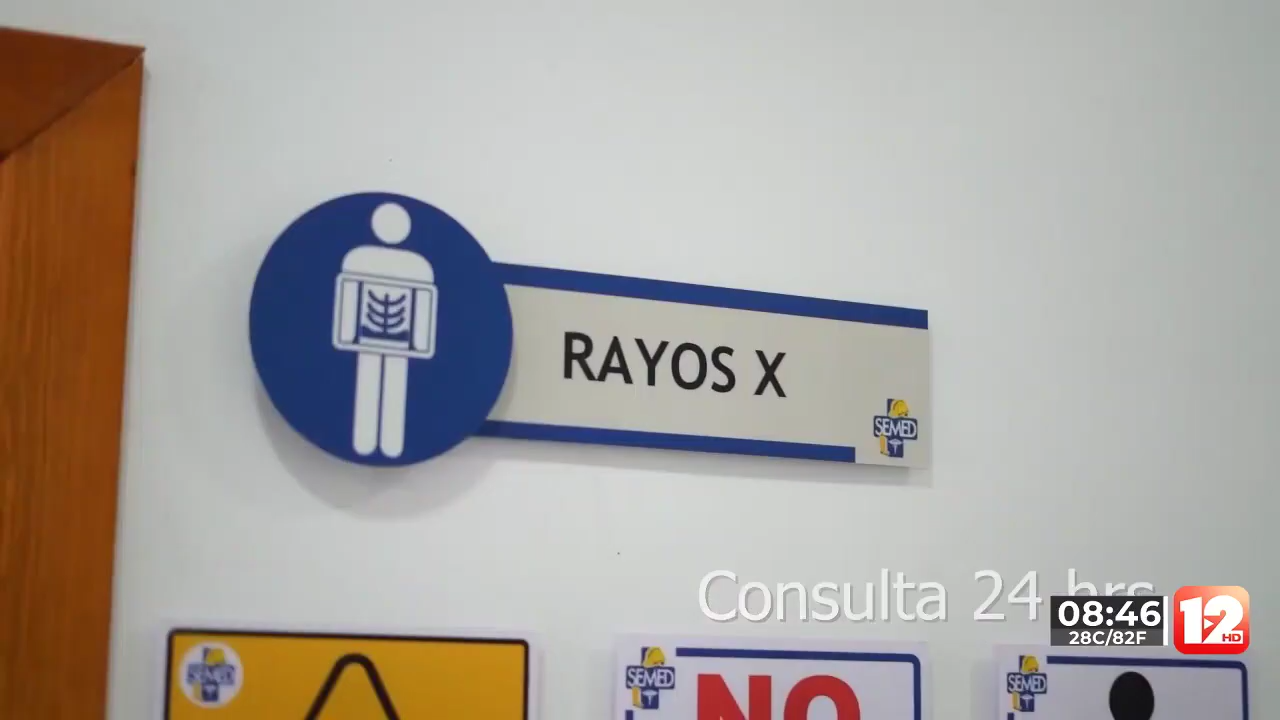 RAYOS X
SEMED
Consulta 24 hrs
08:46
28C/82F
12
HD
SEMED
SEMED
NO
SEMED